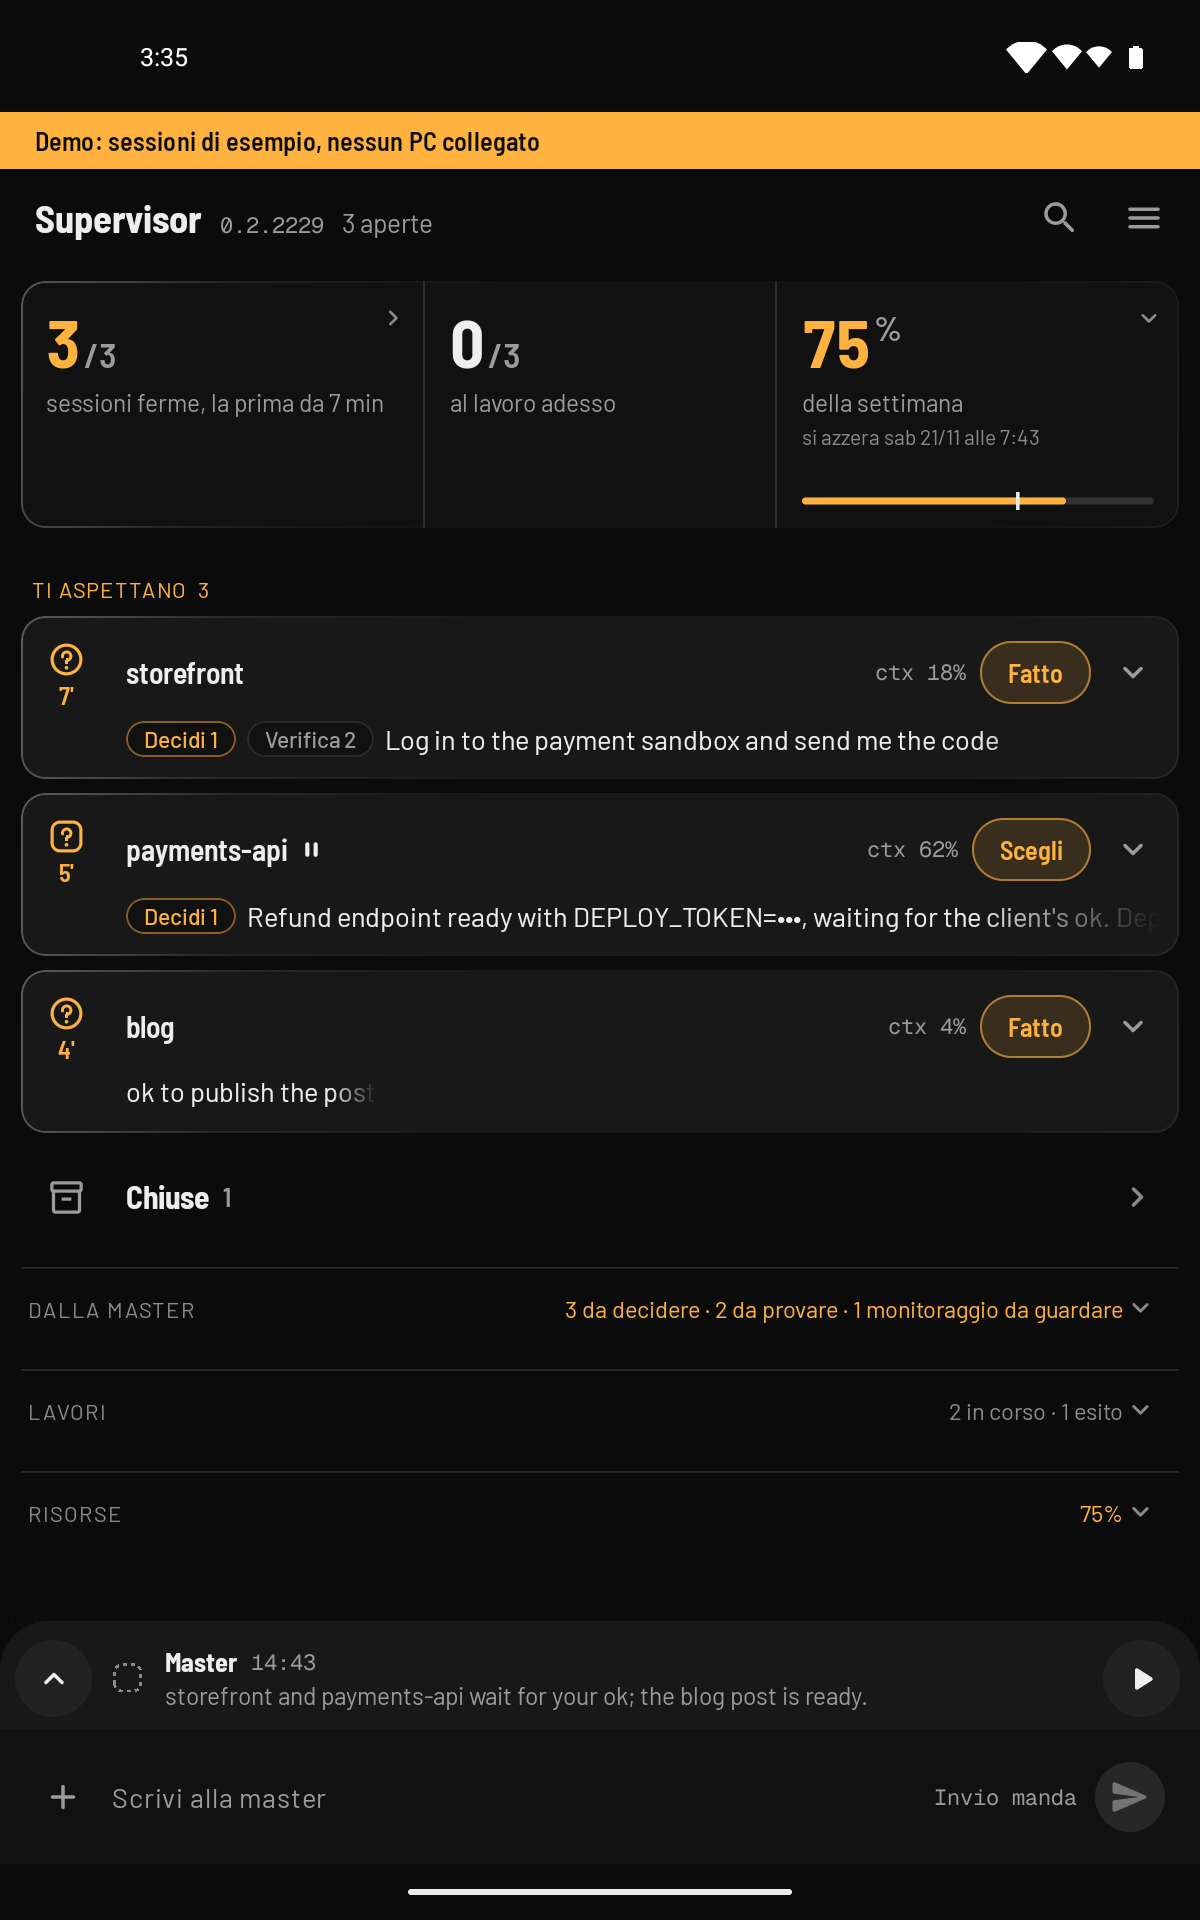 3:35
Demo: sessioni di esempio, nessun PC collegato
Supervisor 0.2.2229 3 aperte
3/3
sessioni ferme, la prima da 7 min
0/3
al lavoro adesso
75%
della settimana
si azzera sab 21/11 alle 7:43
TI ASPETTANO 3
7'
storefront
ctx 18%
Fatto
Decidi 1 Verifica 2 Log in to the payment sandbox and send me the code
5'
payments-api
ctx 62%
Scegli
Decidi 1 Refund endpoint ready with DEPLOY_TOKEN=•••, waiting for the client's ok. Dep
4'
blog
ctx 4%
Fatto
ok to publish the post
Chiuse 1
DALLA MASTER
3 da decidere · 2 da provare · 1 monitoraggio da guardare
LAVORI
2 in corso · 1 esito
RISORSE
75%
Master 14:43
storefront and payments-api wait for your ok; the blog post is ready.
Scrivi alla master
Invio manda